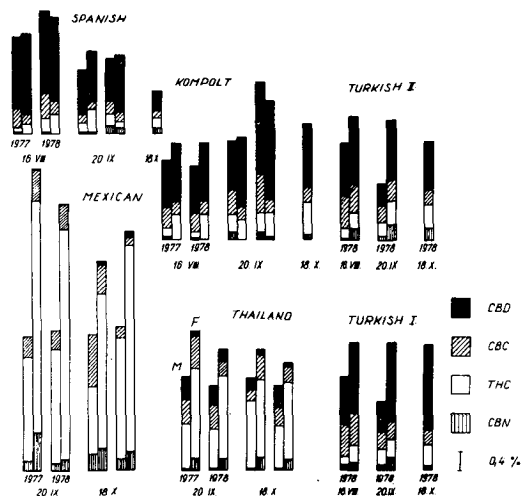 SPANISH
1977 1978
16 VIII 20 IX 18 X
KOMPOLT
1977 1978
16 VIII. 20. IX. 18. X.
TURKISH II
1978 1978 1978
16. VIII. 20. IX 18. X.
MEXICAN
1977 1978
20 IX 18 X
THAILAND
M F
1977 1978
20 IX 18 X
TURKISH I
1978 1978 1978
16 VIII 20 IX 18 X
CBD
CBC
THC
CBN
0,4 %